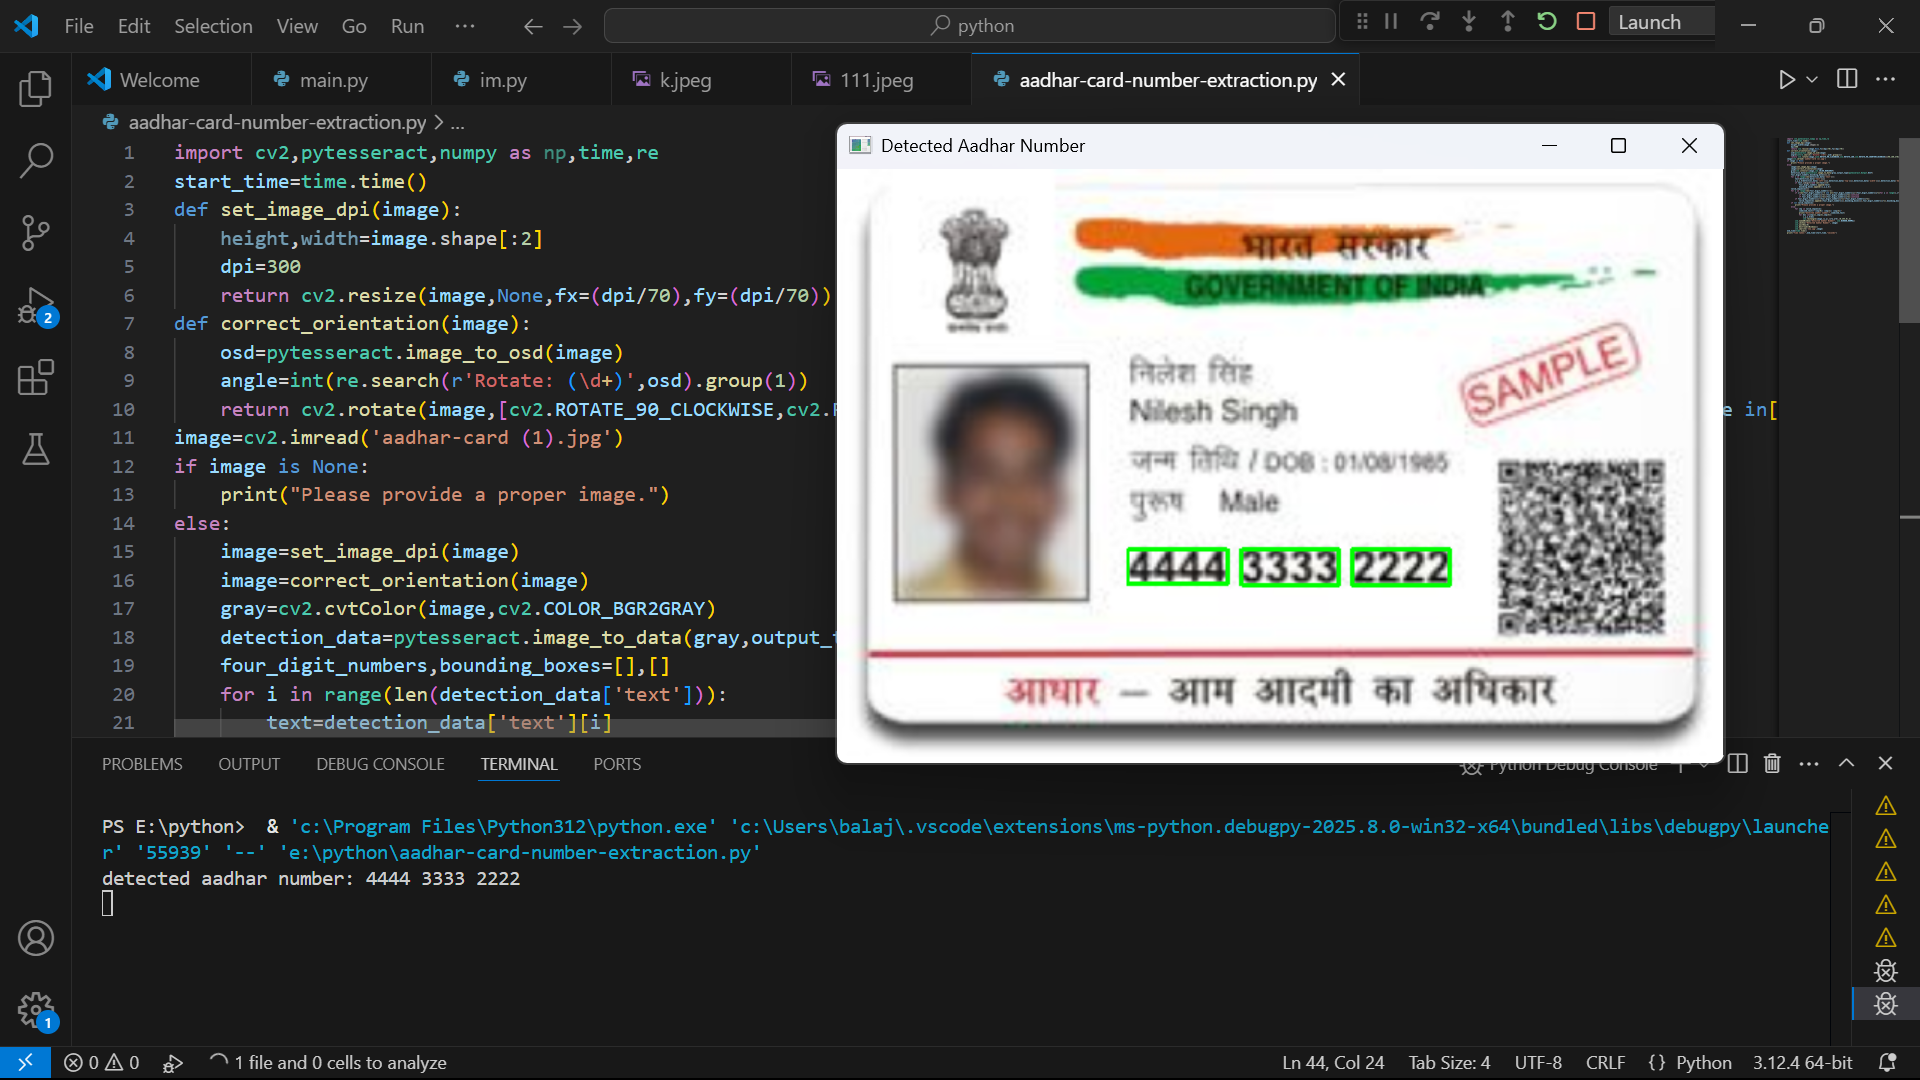 File Edit Selection View Go Run ··· python Launch
Welcome main.py im.py k.jpeg 111.jpeg aadhar-card-number-extraction.py
aadhar-card-number-extraction.py > ...
1 import cv2,pytesseract,numpy as np,time,re
2 start_time=time.time()
3 def set_image_dpi(image):
4 height,width=image.shape[:2]
5 dpi=300
6 return cv2.resize(image,None,fx=(dpi/70),fy=(dpi/70))
7 def correct_orientation(image):
8 osd=pytesseract.image_to_osd(image)
9 angle=int(re.search(r'Rotate: (\d+)',osd).group(1))
10 return cv2.rotate(image,[cv2.ROTATE_90_CLOCKWISE,cv2. in[
11 image=cv2.imread('aadhar-card (1).jpg')
12 if image is None:
13 print("Please provide a proper image.")
14 else:
15 image=set_image_dpi(image)
16 image=correct_orientation(image)
17 gray=cv2.cvtColor(image,cv2.COLOR_BGR2GRAY)
18 detection_data=pytesseract.image_to_data(gray,output_
19 four_digit_numbers,bounding_boxes=[],[]
20 for i in range(len(detection_data['text'])):
21 text=detection_data['text'][i]
Detected Aadhar Number
भारत सरकार
GOVERNMENT OF INDIA
SAMPLE
निलेश सिंह
Nilesh Singh
जन्म तिथि / DOB : 01/08/1985
पुरूष Male
4444 3333 2222
आधार — आम आदमी का अधिकार
PROBLEMS OUTPUT DEBUG CONSOLE TERMINAL PORTS Python Debug Console
PS E:\python> & 'c:\Program Files\Python312\python.exe' 'c:\Users\balaj\.vscode\extensions\ms-python.debugpy-2025.8.0-win32-x64\bundled\libs\debugpy\launche
r' '55939' '--' 'e:\python\aadhar-card-number-extraction.py'
detected aadhar number: 4444 3333 2222
2
1
0 0 1 file and 0 cells to analyze Ln 44, Col 24 Tab Size: 4 UTF-8 CRLF {} Python 3.12.4 64-bit